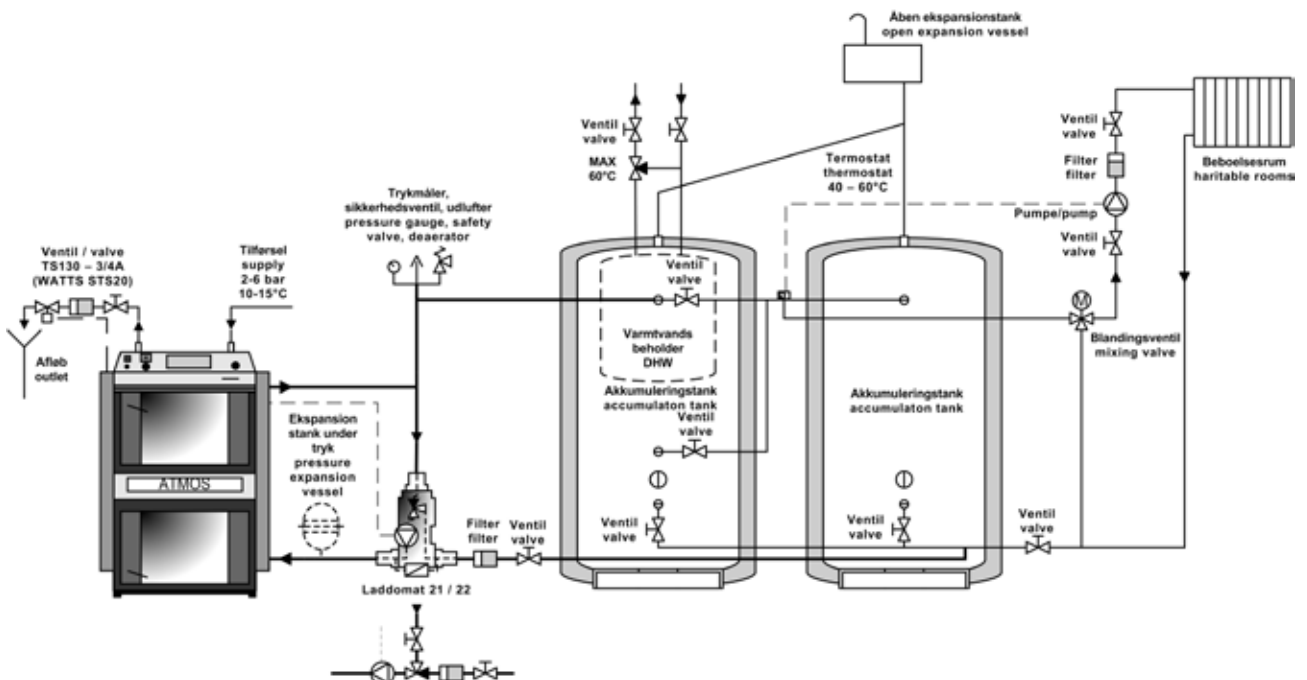 Åben ekspansionstank
open expansion vessel
Ventil
valve
MAX
60°C
Termostat
thermostat
40 – 60°C
Ventil
valve
Filter
filter
Pumpe/pump
Ventil
valve
Beboelsesrum
haritable rooms
Trykmåler,
sikkerhedsventil, udlufter
pressure gauge, safety
valve, deaerator
Ventil / valve
TS130 – 3/4A
(WATTS STS20)
Tilførsel
supply
2-6 bar
10-15°C
Afløb
outlet
Ventil
valve
Varmtvands
beholder
DHW
Akkumuleringstank
accumulaton tank
Ventil
valve
Akkumuleringstank
accumulaton tank
M
Blandingsventil
mixing valve
Ekspansion
stank under
tryk
pressure
expansion
vessel
ATMOS
Filter
filter
Ventil
valve
Ventil
valve
Ventil
valve
Ventil
valve
Laddomat 21 / 22